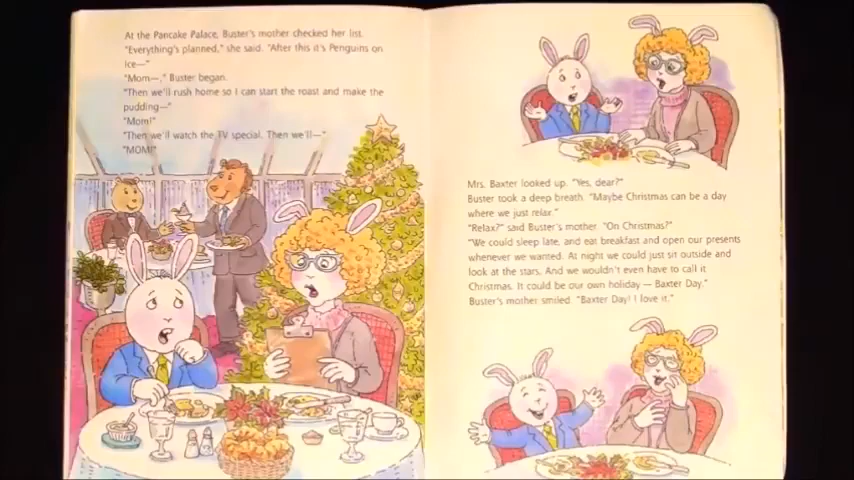 At the Pancake Palace, Buster's mother checked her list.
"Everything's planned," she said. "After this it's Penguins on
Ice—"
"Mom—," Buster began.
"Then we'll rush home so I can start the roast and make the
pudding—"
"Mom!"
"Then we'll watch the TV special. Then we'll—"
"MOM!"
Mrs. Baxter looked up. "Yes, dear?"
Buster took a deep breath. "Maybe Christmas can be a day
where we just relax."
"Relax?" said Buster's mother. "On Christmas?"
"We could sleep late, and eat breakfast and open our presents
whenever we wanted. At night we could just sit outside and
look at the stars. And we wouldn't even have to call it
Christmas. It could be our own holiday — Baxter Day."
Buster's mother smiled. "Baxter Day! I love it."